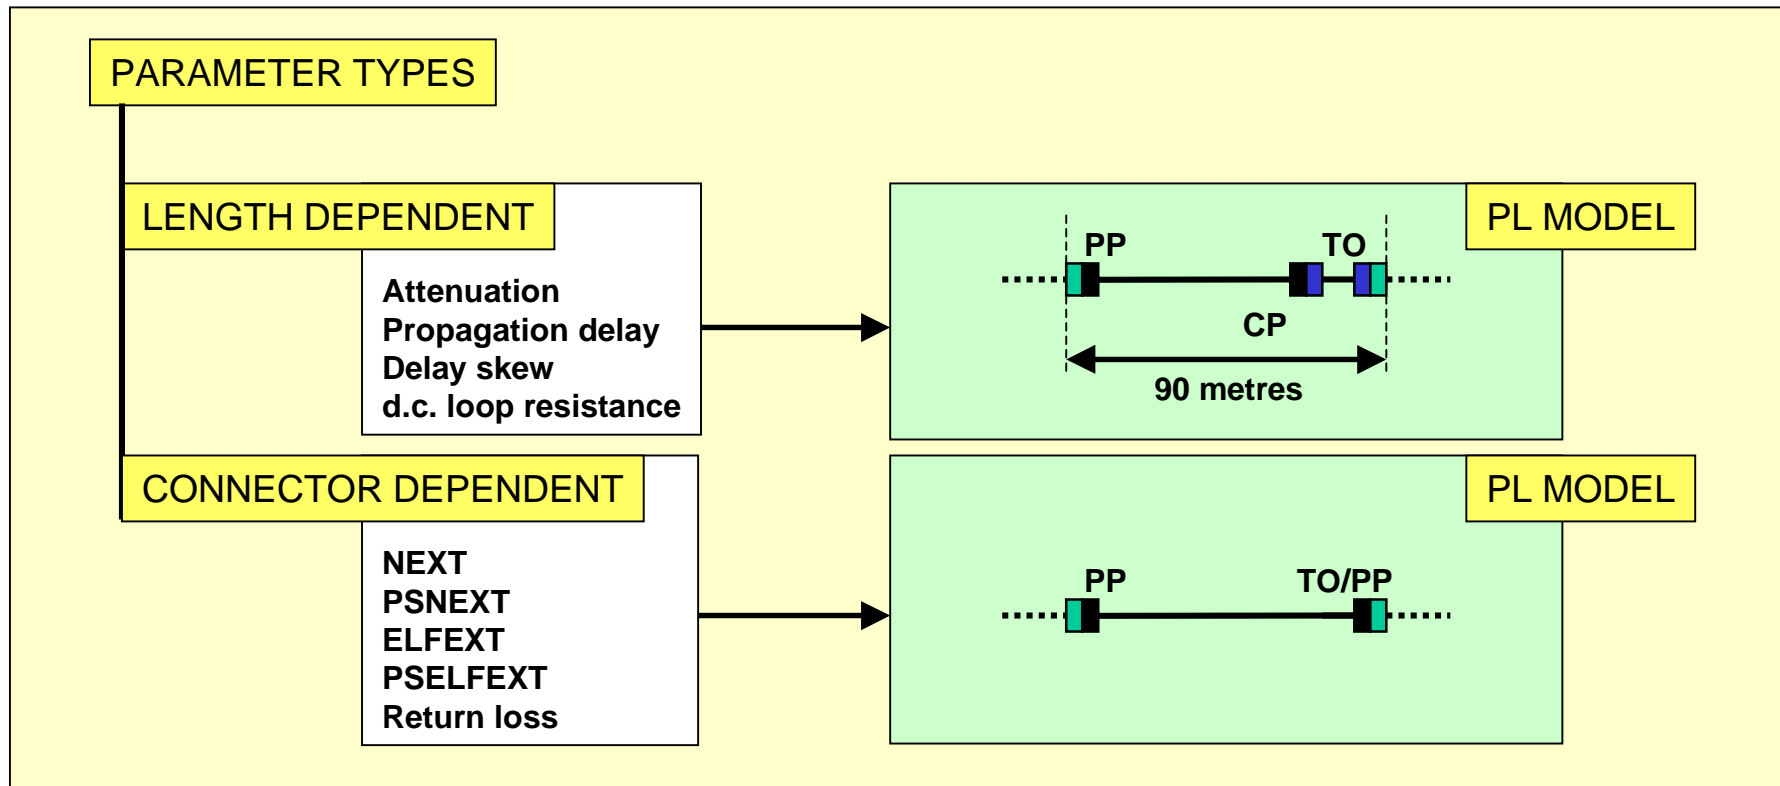 PARAMETER TYPES
LENGTH DEPENDENT
Attenuation
Propagation delay
Delay skew
d.c. loop resistance
PL MODEL
PP
TO
CP
90 metres
CONNECTOR DEPENDENT
NEXT
PSNEXT
ELFEXT
PSELFEXT
Return loss
PL MODEL
PP
TO/PP